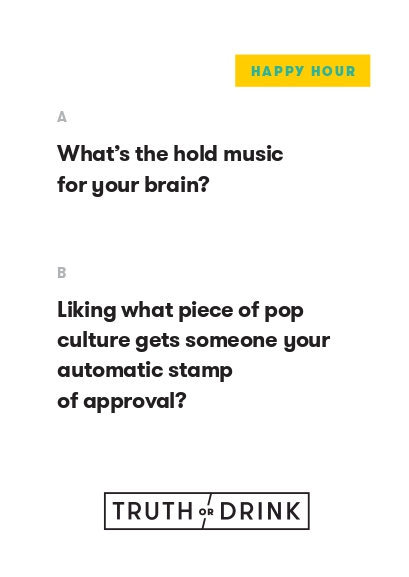 HAPPY HOUR
A
What's the hold music
for your brain?
B
Liking what piece of pop
culture gets someone your
automatic stamp
of approval?
TRUTH OR DRINK